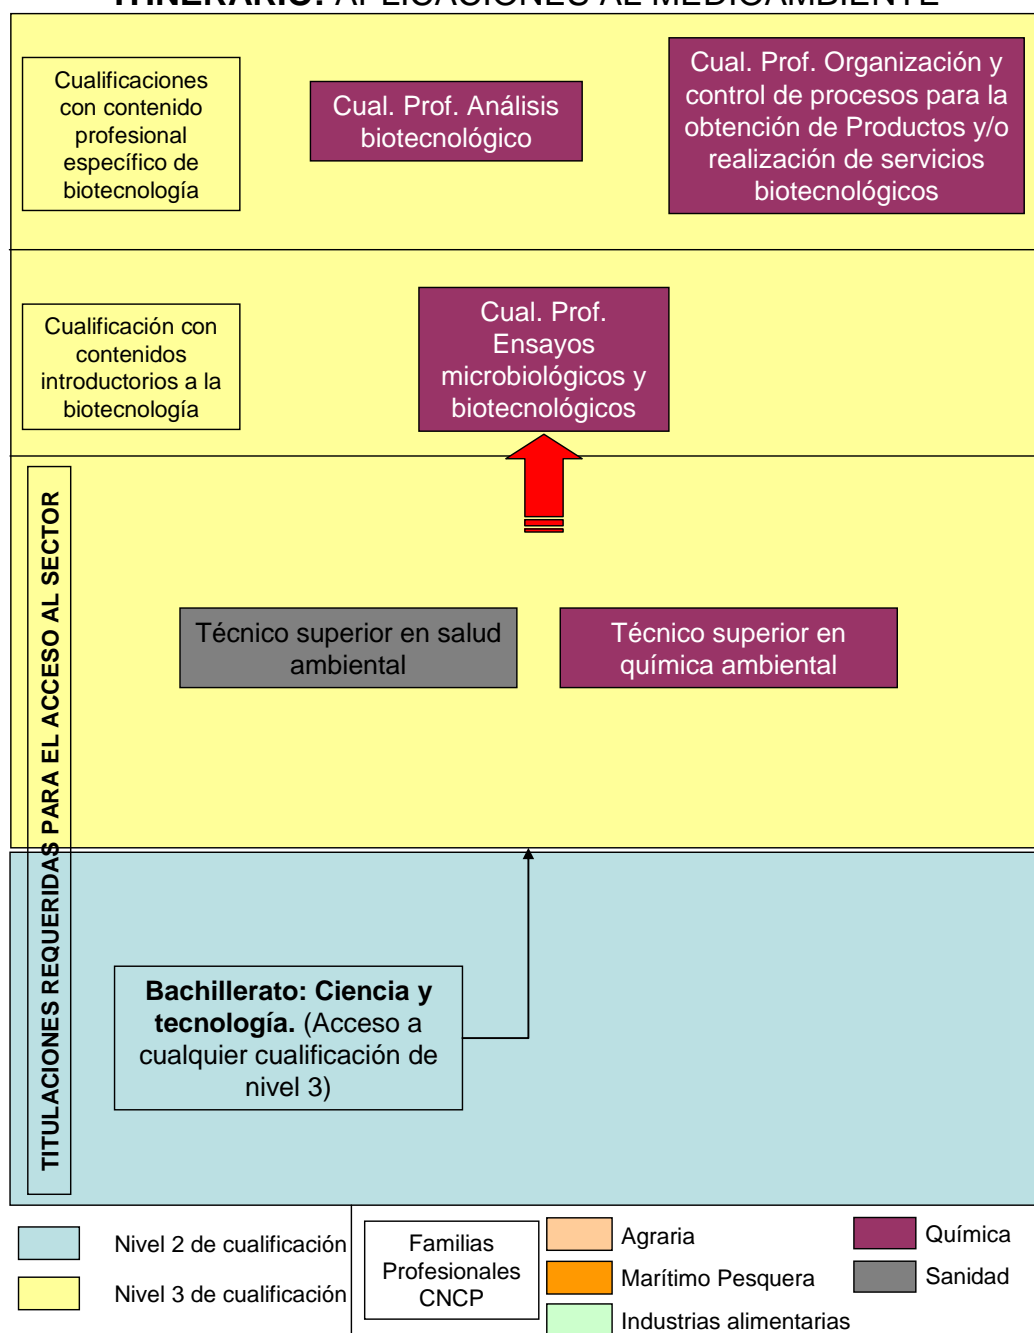 ITINERARIO: APLICACIONES AL MEDIOAMBIENTE
Cualificaciones
con contenido
profesional
específico de
biotecnología
Cual. Prof. Análisis
biotecnológico
Cual. Prof. Organización y
control de procesos para la
obtención de Productos y/o
realización de servicios
biotecnológicos
Cualificación con
contenidos
introductorios a la
biotecnología
Cual. Prof.
Ensayos
microbiológicos y
biotecnológicos
TITULACIONES REQUERIDAS PARA EL ACCESO AL SECTOR
Técnico superior en salud
ambiental
Técnico superior en
química ambiental
Bachillerato: Ciencia y
tecnología. (Acceso a
cualquier cualificación de
nivel 3)
Nivel 2 de cualificación
Nivel 3 de cualificación
Familias
Profesionales
CNCP
Agraria
Marítimo Pesquera
Industrias alimentarias
Química
Sanidad